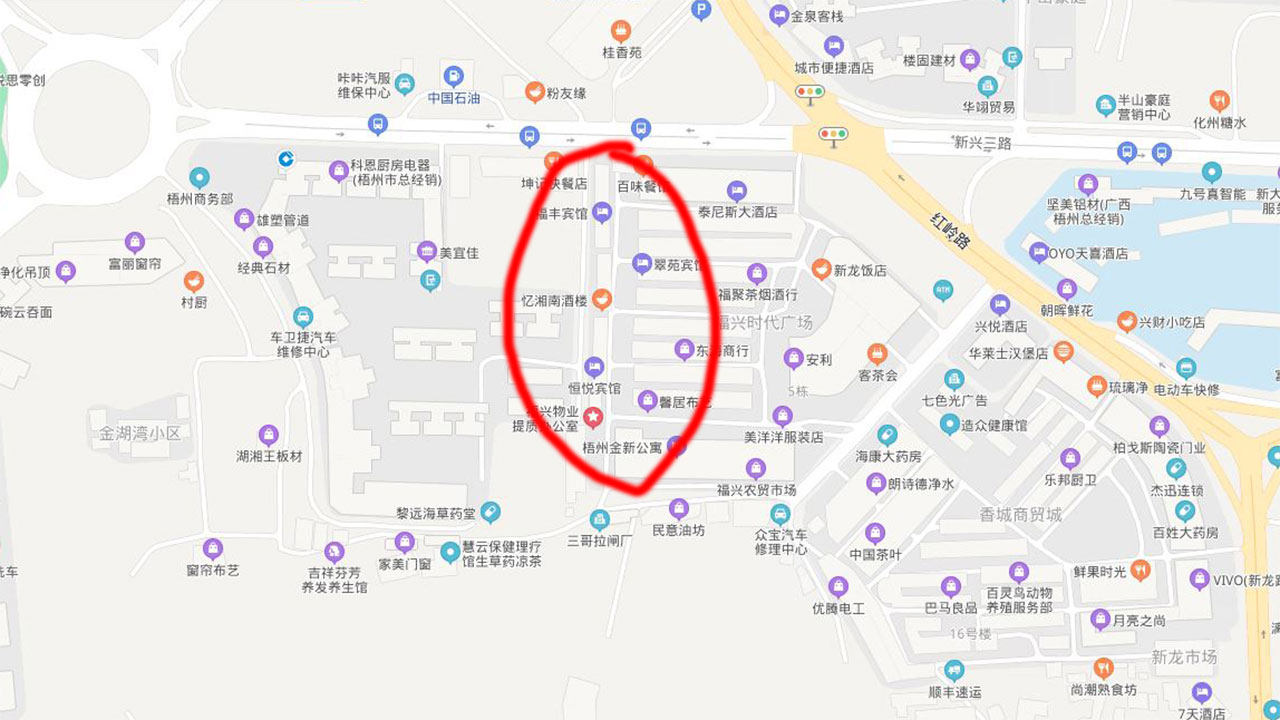 金泉客栈
桂香苑
城市便捷酒店
楼固建材
悦思零创
咔咔汽服
维保中心
中国石油
粉友缘
华翊贸易
半山豪庭
营销中心
化州糖水
新兴三路
科恩厨房电器
(梧州市总经销)
坤记快餐店
百味餐馆
梧州商务部
泰尼斯大酒店
坚美铝材(广西
梧州总经销)
九号真智能
雄塑管道
福丰宾馆
红岭路
富丽窗帘
经典石材
美宜佳
翠苑宾馆
新龙饭店
OYO天喜酒店
净化吊顶
村厨
忆湘南酒楼
福聚茶烟酒行
ATM
朝晖鲜花
碗云吞面
车卫捷汽车
维修中心
福兴时代广场
兴悦酒店
兴财小吃店
东海商行
安利
客茶会
华莱士汉堡店
恒悦宾馆
5栋
七色光广告
琉璃净
电动车快修
馨居布艺
福兴物业
提质办公室
金湖湾小区
美洋洋服装店
造众健康馆
湖湘王板材
梧州金新公寓
海康大药房
柏戈斯陶瓷门业
福兴农贸市场
朗诗德净水
乐邦厨卫
杰迅连锁
黎远海草药堂
三哥拉闸厂
民意油坊
众宝汽车
修理中心
香城商贸城
百姓大药房
窗帘布艺
吉祥芬芳
养发养生馆
家美门窗
慧云保健理疗
馆生草药凉茶
中国茶叶
鲜果时光
VIVO(新龙
优腾电工
巴马良品
百灵鸟动物
养殖服务部
月亮之尚
16号楼
新龙市场
顺丰速运
尚潮熟食坊
7天酒店